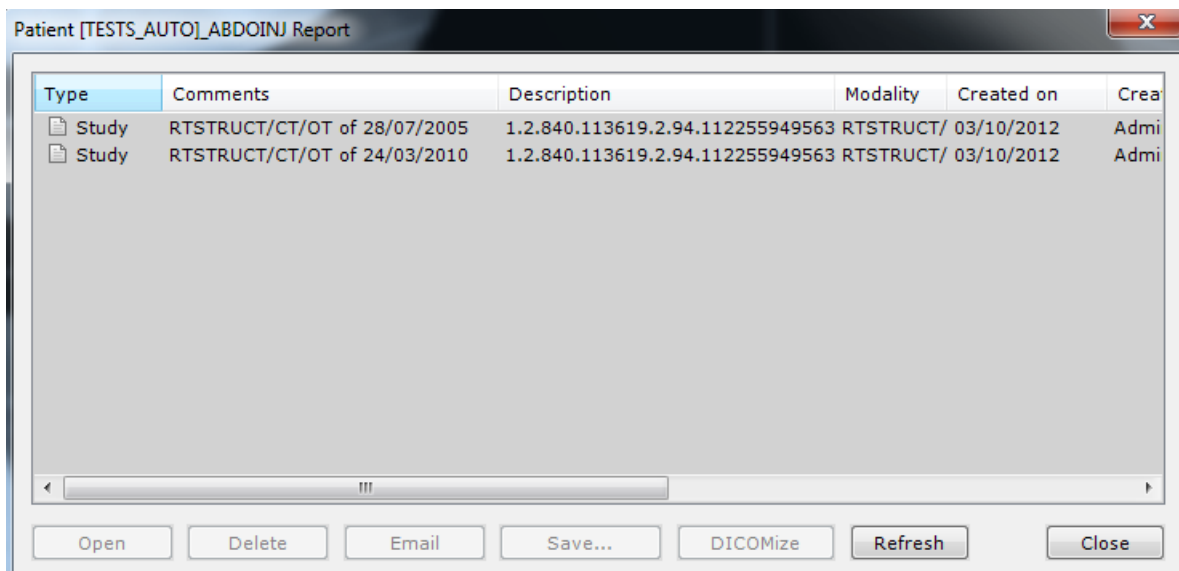 Patient [TESTS_AUTO]_ABDOINJ Report
Type Comments Description Modality Created on Crea
Study RTSTRUCT/CT/OT of 28/07/2005 1.2.840.113619.2.94.112255949563 RTSTRUCT/ 03/10/2012 Admi
Study RTSTRUCT/CT/OT of 24/03/2010 1.2.840.113619.2.94.112255949563 RTSTRUCT/ 03/10/2012 Admi
Open Delete Email Save... DICOMize Refresh Close